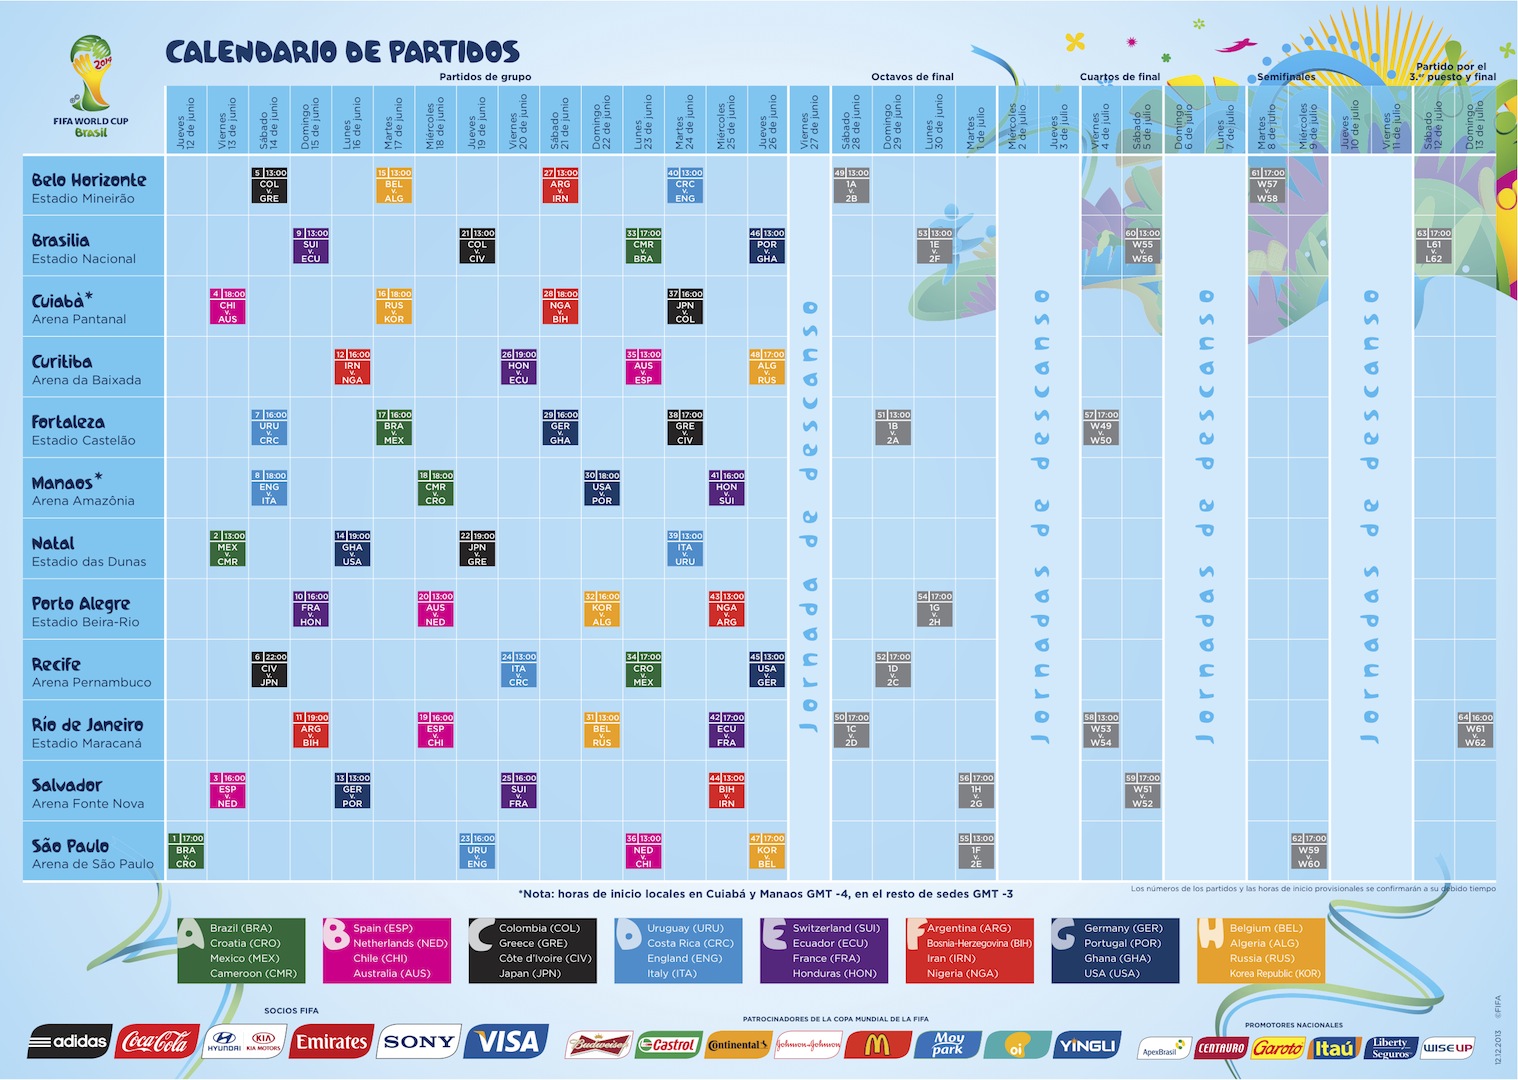 CALENDARIO DE PARTIDOS
2014
FIFA WORLD CUP
Brasil
Partidos de grupo
Octavos de final
Cuartos de final
Semifinales
Partido por el
3.er puesto y final
Jueves
12 de junio
Viernes
13 de junio
Sábado
14 de junio
Domingo
15 de junio
Lunes
16 de junio
Martes
17 de junio
Miércoles
18 de junio
Jueves
19 de junio
Viernes
20 de junio
Sábado
21 de junio
Domingo
22 de junio
Lunes
23 de junio
Martes
24 de junio
Miércoles
25 de junio
Jueves
26 de junio
Viernes
27 de junio
Sábado
28 de junio
Domingo
29 de junio
Lunes
30 de junio
Martes
1 de julio
Miércoles
2 de julio
Jueves
3 de julio
Viernes
4 de julio
Sábado
5 de julio
Domingo
6 de julio
Lunes
7 de julio
Martes
8 de julio
Miércoles
9 de julio
Jueves
10 de julio
Viernes
11 de julio
Sábado
12 de julio
Domingo
13 de julio
Belo Horizonte
Estadio Mineirão
5 13:00 COL v. GRE
15 13:00 BEL v. ALG
27 13:00 ARG v. IRN
40 13:00 CRC v. ENG
49 13:00 1A v. 2B
61 17:00 W57 v. W58
Brasilia
Estadio Nacional
9 13:00 SUI v. ECU
21 13:00 COL v. CIV
33 17:00 CMR v. BRA
46 13:00 POR v. GHA
53 13:00 1E v. 2F
60 13:00 W55 v. W56
63 17:00 L61 v. L62
Cuiabà*
Arena Pantanal
4 18:00 CHI v. AUS
16 18:00 RUS v. KOR
28 18:00 NGA v. BIH
37 16:00 JPN v. COL
Curitiba
Arena da Baixada
12 16:00 IRN v. NGA
26 19:00 HON v. ECU
35 13:00 AUS v. ESP
48 17:00 ALG v. RUS
Fortaleza
Estadio Castelão
7 16:00 URU v. CRC
17 16:00 BRA v. MEX
29 16:00 GER v. GHA
38 17:00 GRE v. CIV
51 13:00 1B v. 2A
57 17:00 W49 v. W50
Manaos*
Arena Amazônia
8 18:00 ENG v. ITA
18 18:00 CMR v. CRO
30 18:00 USA v. POR
41 16:00 HON v. SUI
Natal
Estadio das Dunas
2 13:00 MEX v. CMR
14 19:00 GHA v. USA
22 19:00 JPN v. GRE
39 13:00 ITA v. URU
Porto Alegre
Estadio Beira-Rio
10 16:00 FRA v. HON
20 13:00 AUS v. NED
32 16:00 KOR v. ALG
43 13:00 NGA v. ARG
54 17:00 1G v. 2H
Recife
Arena Pernambuco
6 22:00 CIV v. JPN
24 13:00 ITA v. CRC
34 17:00 CRO v. MEX
45 13:00 USA v. GER
52 17:00 1D v. 2C
Río de Janeiro
Estadio Maracaná
11 19:00 ARG v. BIH
19 16:00 ESP v. CHI
31 13:00 BEL v. RUS
42 17:00 ECU v. FRA
50 17:00 1C v. 2D
58 13:00 W53 v. W54
64 16:00 W61 v. W62
Salvador
Arena Fonte Nova
3 16:00 ESP v. NED
13 13:00 GER v. POR
25 16:00 SUI v. FRA
44 13:00 BIH v. IRN
56 17:00 1H v. 2G
59 17:00 W51 v. W52
São Paulo
Arena de São Paulo
1 17:00 BRA v. CRO
23 16:00 URU v. ENG
36 13:00 NED v. CHI
47 17:00 KOR v. BEL
55 13:00 1F v. 2E
62 17:00 W59 v. W60
Jornada de descanso
Jornadas de descanso
Jornadas de descanso
Jornadas de descanso
*Nota: horas de inicio locales en Cuiabá y Manaos GMT -4, en el resto de sedes GMT -3
Los números de los partidos y las horas de inicio provisionales se confirmarán a su debido tiempo
A
Brazil (BRA)
Croatia (CRO)
Mexico (MEX)
Cameroon (CMR)
B
Spain (ESP)
Netherlands (NED)
Chile (CHI)
Australia (AUS)
C
Colombia (COL)
Greece (GRE)
Côte d'Ivoire (CIV)
Japan (JPN)
D
Uruguay (URU)
Costa Rica (CRC)
England (ENG)
Italy (ITA)
E
Switzerland (SUI)
Ecuador (ECU)
France (FRA)
Honduras (HON)
F
Argentina (ARG)
Bosnia-Herzegovina (BIH)
Iran (IRN)
Nigeria (NGA)
G
Germany (GER)
Portugal (POR)
Ghana (GHA)
USA (USA)
H
Belgium (BEL)
Algeria (ALG)
Russia (RUS)
Korea Republic (KOR)
SOCIOS FIFA
adidas
Coca-Cola
HYUNDAI
KIA
KIA MOTORS
Emirates
SONY
VISA
PATROCINADORES DE LA COPA MUNDIAL DE LA FIFA
Budweiser
Castrol
Continental
Johnson & Johnson
M
Moy park
oi
YINGLI
PROMOTORES NACIONALES
ApexBrasil
CENTAURO
Garoto
Itaú
Liberty Seguros
WISE UP
12.12.2013 ©FIFA